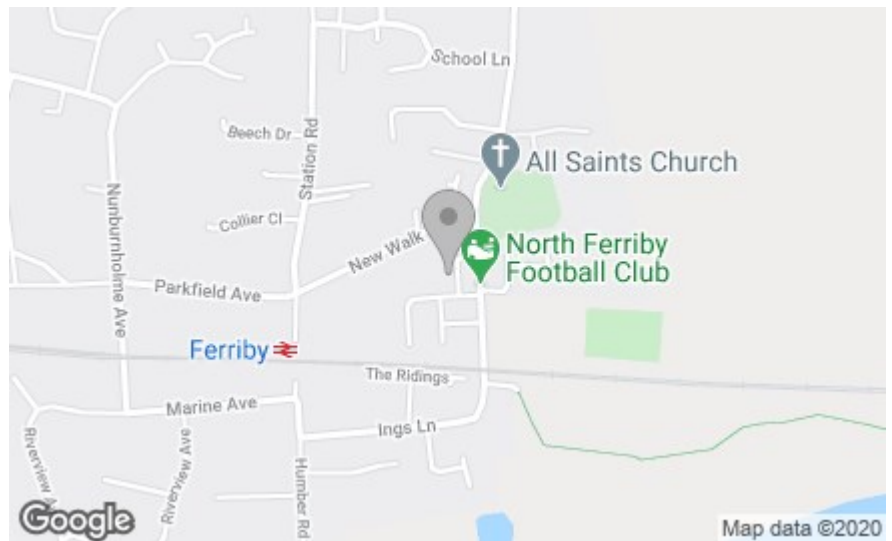 School Ln
Beech Dr
Station Rd
All Saints Church
Nunburnholme Ave
Collier Cl
New Walk
North Ferriby
Football Club
Parkfield Ave
Ferriby
The Ridings
Marine Ave
Ings Ln
Riverview A
Riverview Ave
Humber Rd
Google
Map data ©2020